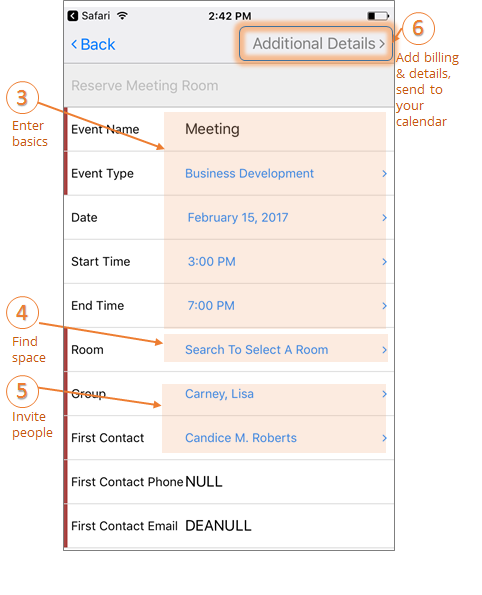 Safari 2:42 PM
Back Additional Details
6
Add billing
& details,
send to
your
calendar
Reserve Meeting Room
3
Enter
basics
Event Name Meeting
Event Type Business Development
Date February 15, 2017
Start Time 3:00 PM
End Time 7:00 PM
4
Find
space
Room Search To Select A Room
5
Invite
people
Group Carney, Lisa
First Contact Candice M. Roberts
First Contact Phone NULL
First Contact Email DEANULL